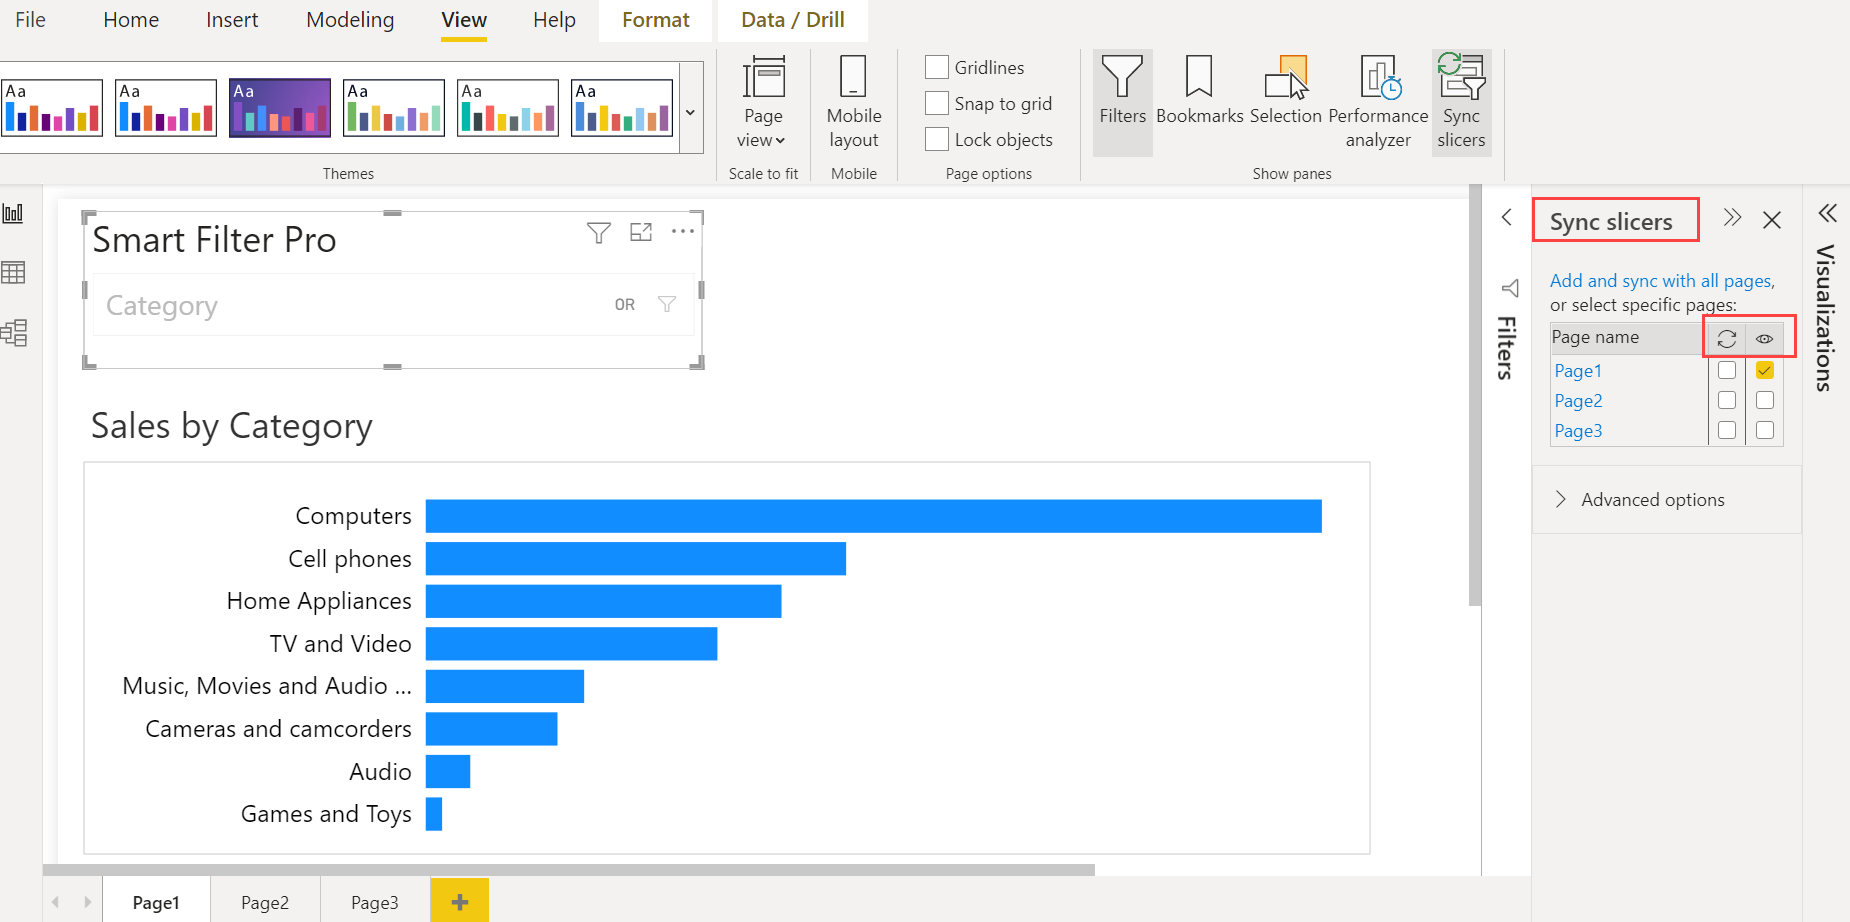 File Home Insert Modeling View Help Format Data / Drill
Aa Aa Aa Aa Aa Aa
Themes
Page
view
Scale to fit
Mobile
layout
Mobile
Gridlines
Snap to grid
Lock objects
Page options
Filters
Bookmarks
Selection
Performance
analyzer
Sync
slicers
Show panes
Smart Filter Pro
Category OR
Sales by Category
Computers
Cell phones
Home Appliances
TV and Video
Music, Movies and Audio ...
Cameras and camcorders
Audio
Games and Toys
Filters
Sync slicers
Add and sync with all pages,
or select specific pages:
Page name
Page1
Page2
Page3
Advanced options
Visualizations
Page1 Page2 Page3 +